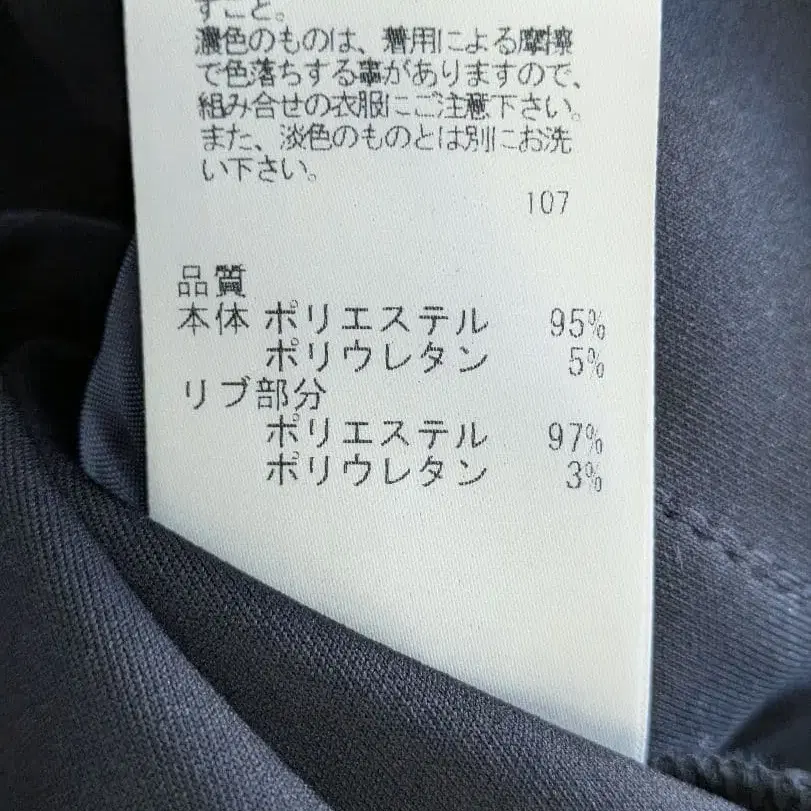 すこと。
濃色のものは、着用による摩擦
で色落ちする事がありますので、
組み合せの衣服にご注意下さい。
また、淡色のものとは別にお洗
い下さい。
107
品質
本体 ポリエステル 95%
ポリウレタン 5%
リブ部分
ポリエステル 97%
ポリウレタン 3%